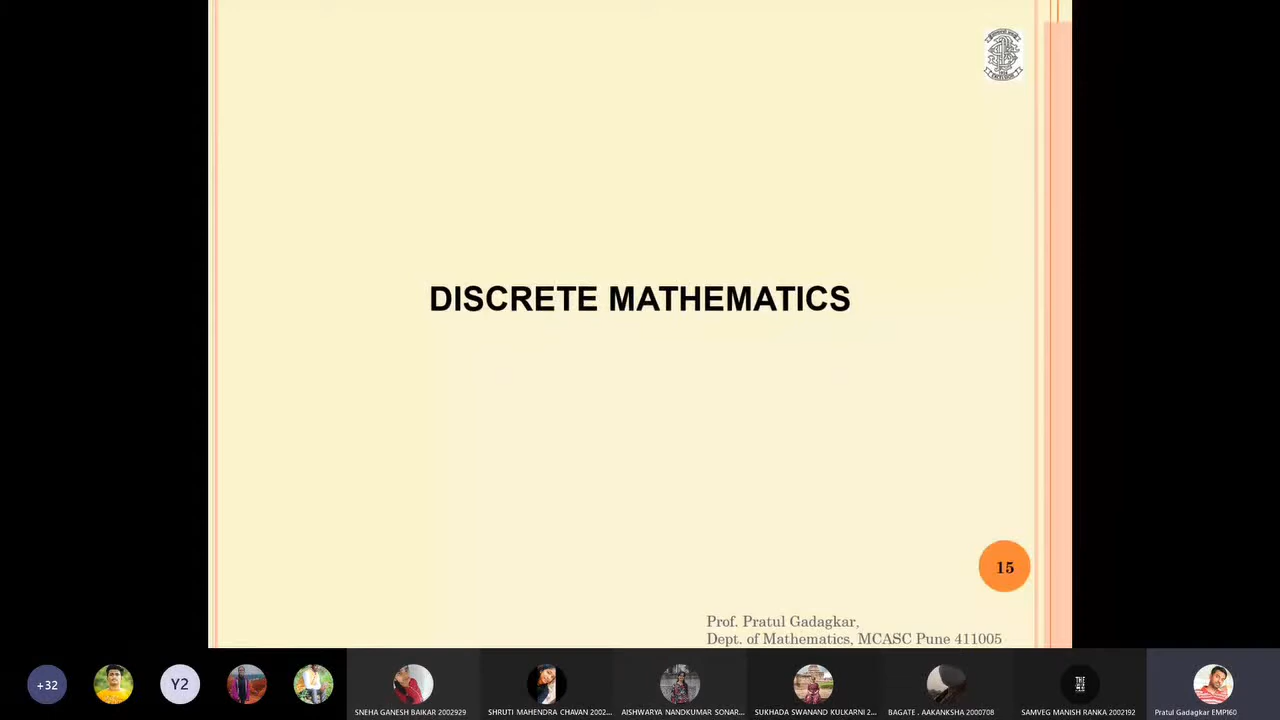 DISCRETE MATHEMATICS
15
Prof. Pratul Gadagkar,
Dept. of Mathematics, MCASC Pune 411005
+32
Y2
SNEHA GANESH BAIKAR 2002929
SHRUTI MAHENDRA CHAVAN 2002...
AISHWARYA NANDKUMAR SONAR...
SUKHADA SWANAND KULKARNI 2...
BAGATE . AAKANKSHA 2000708
SAMVEG MANISH RANKA 2002192
Pratul Gadagkar EMP160